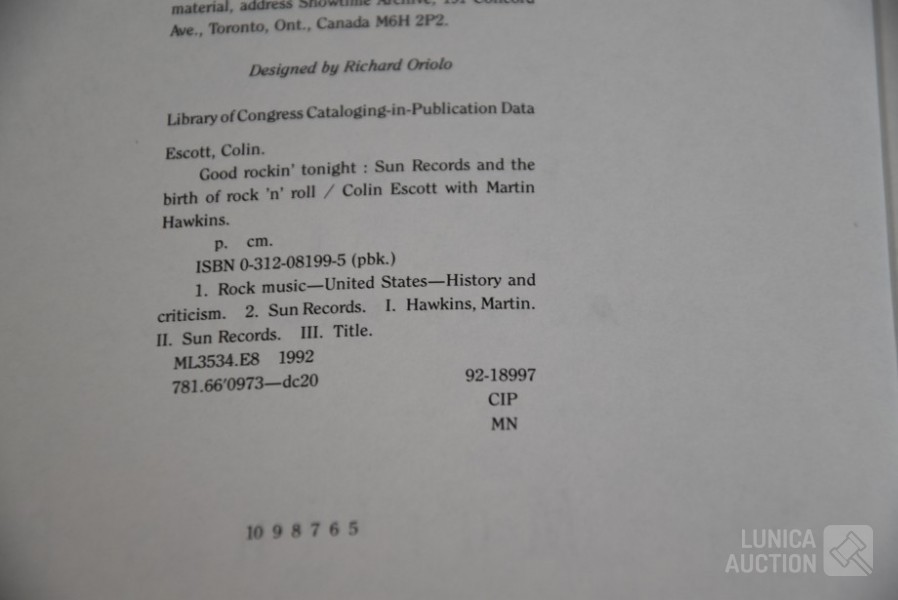 material, address Showtime Archive, 131 Concord
Ave., Toronto, Ont., Canada M6H 2P2.
Designed by Richard Oriolo
Library of Congress Cataloging-in-Publication Data
Escott, Colin.
Good rockin' tonight : Sun Records and the
birth of rock 'n' roll / Colin Escott with Martin
Hawkins.
p. cm.
ISBN 0-312-08199-5 (pbk.)
1. Rock music—United States—History and
criticism. 2. Sun Records. I. Hawkins, Martin.
II. Sun Records. III. Title.
ML3534.E8 1992
781.66'0973—dc20 92-18997
CIP
MN
10 9 8 7 6 5
LUNICA
AUCTION